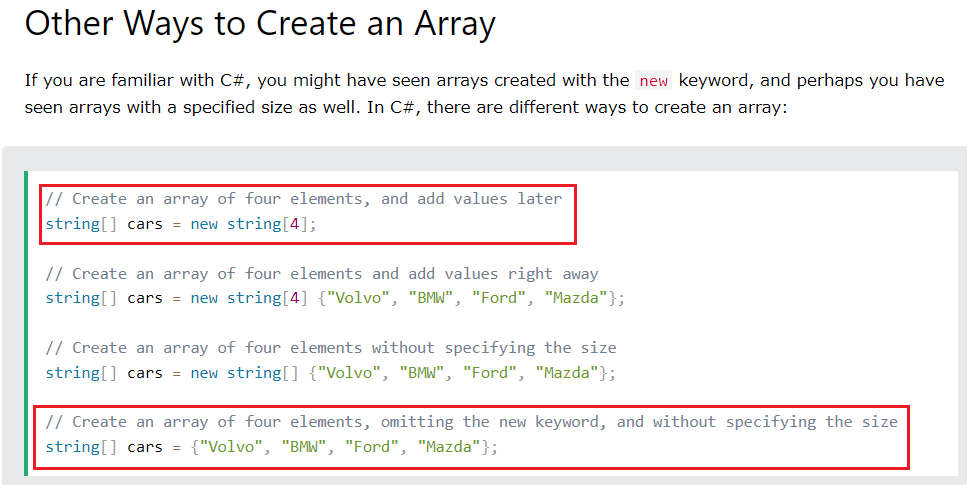 Other Ways to Create an Array
If you are familiar with C#, you might have seen arrays created with the new keyword, and perhaps you have
seen arrays with a specified size as well. In C#, there are different ways to create an array:
// Create an array of four elements, and add values later
string[] cars = new string[4];
// Create an array of four elements and add values right away
string[] cars = new string[4] {"Volvo", "BMW", "Ford", "Mazda"};
// Create an array of four elements without specifying the size
string[] cars = new string[] {"Volvo", "BMW", "Ford", "Mazda"};
// Create an array of four elements, omitting the new keyword, and without specifying the size
string[] cars = {"Volvo", "BMW", "Ford", "Mazda"};